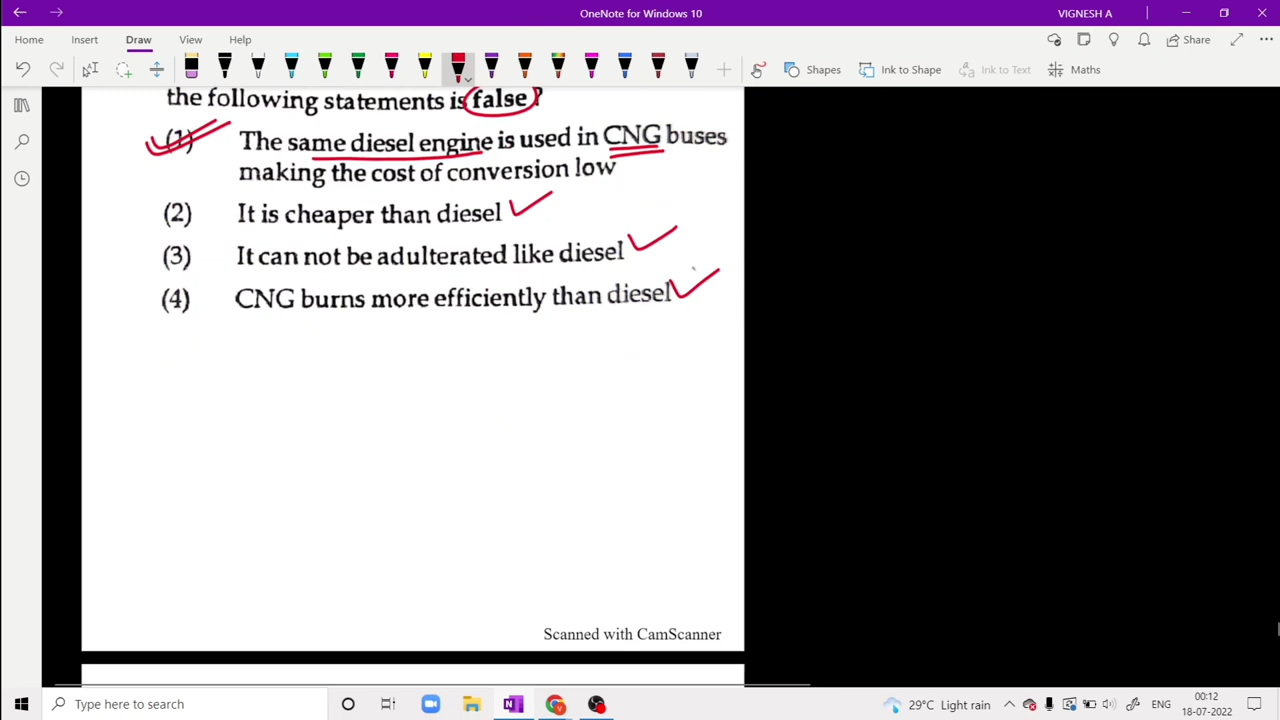 OneNote for Windows 10
VIGNESH A
Home Insert Draw View Help
Share
Shapes
Ink to Shape
Ink to Text
Maths
the following statements is false?
(1) The same diesel engine is used in CNG buses
making the cost of conversion low
(2) It is cheaper than diesel
(3) It can not be adulterated like diesel
(4) CNG burns more efficiently than diesel
Scanned with CamScanner
Type here to search
29°C Light rain
ENG
00:12
18-07-2022